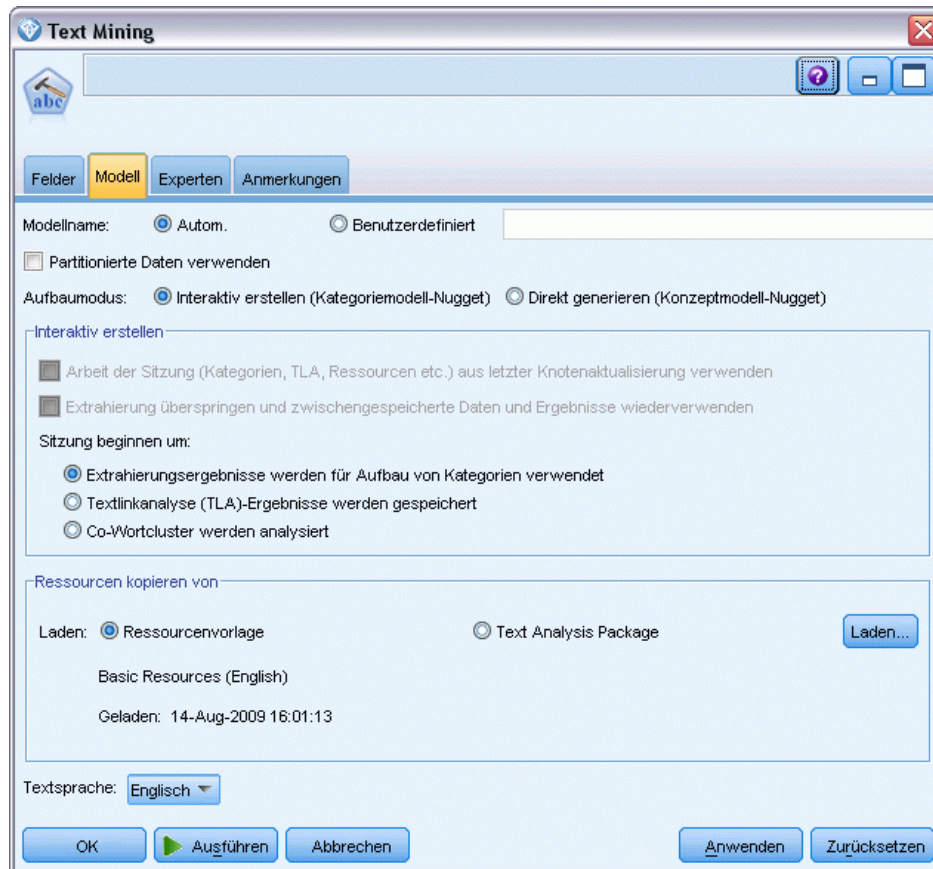 Text Mining
abc
Felder Modell Experten Anmerkungen
Modellname: Autom. Benutzerdefiniert
Partitionierte Daten verwenden
Aufbaumodus: Interaktiv erstellen (Kategoriemodell-Nugget) Direkt generieren (Konzeptmodell-Nugget)
Interaktiv erstellen
Arbeit der Sitzung (Kategorien, TLA, Ressourcen etc.) aus letzter Knotenaktualisierung verwenden
Extrahierung überspringen und zwischengespeicherte Daten und Ergebnisse wiederverwenden
Sitzung beginnen um:
Extrahierungsergebnisse werden für Aufbau von Kategorien verwendet
Textlinkanalyse (TLA)-Ergebnisse werden gespeichert
Co-Wortcluster werden analysiert
Ressourcen kopieren von
Laden: Ressourcenvorlage Text Analysis Package Laden...
Basic Resources (English)
Geladen: 14-Aug-2009 16:01:13
Textsprache: Englisch
OK Ausführen Abbrechen Anwenden Zurücksetzen